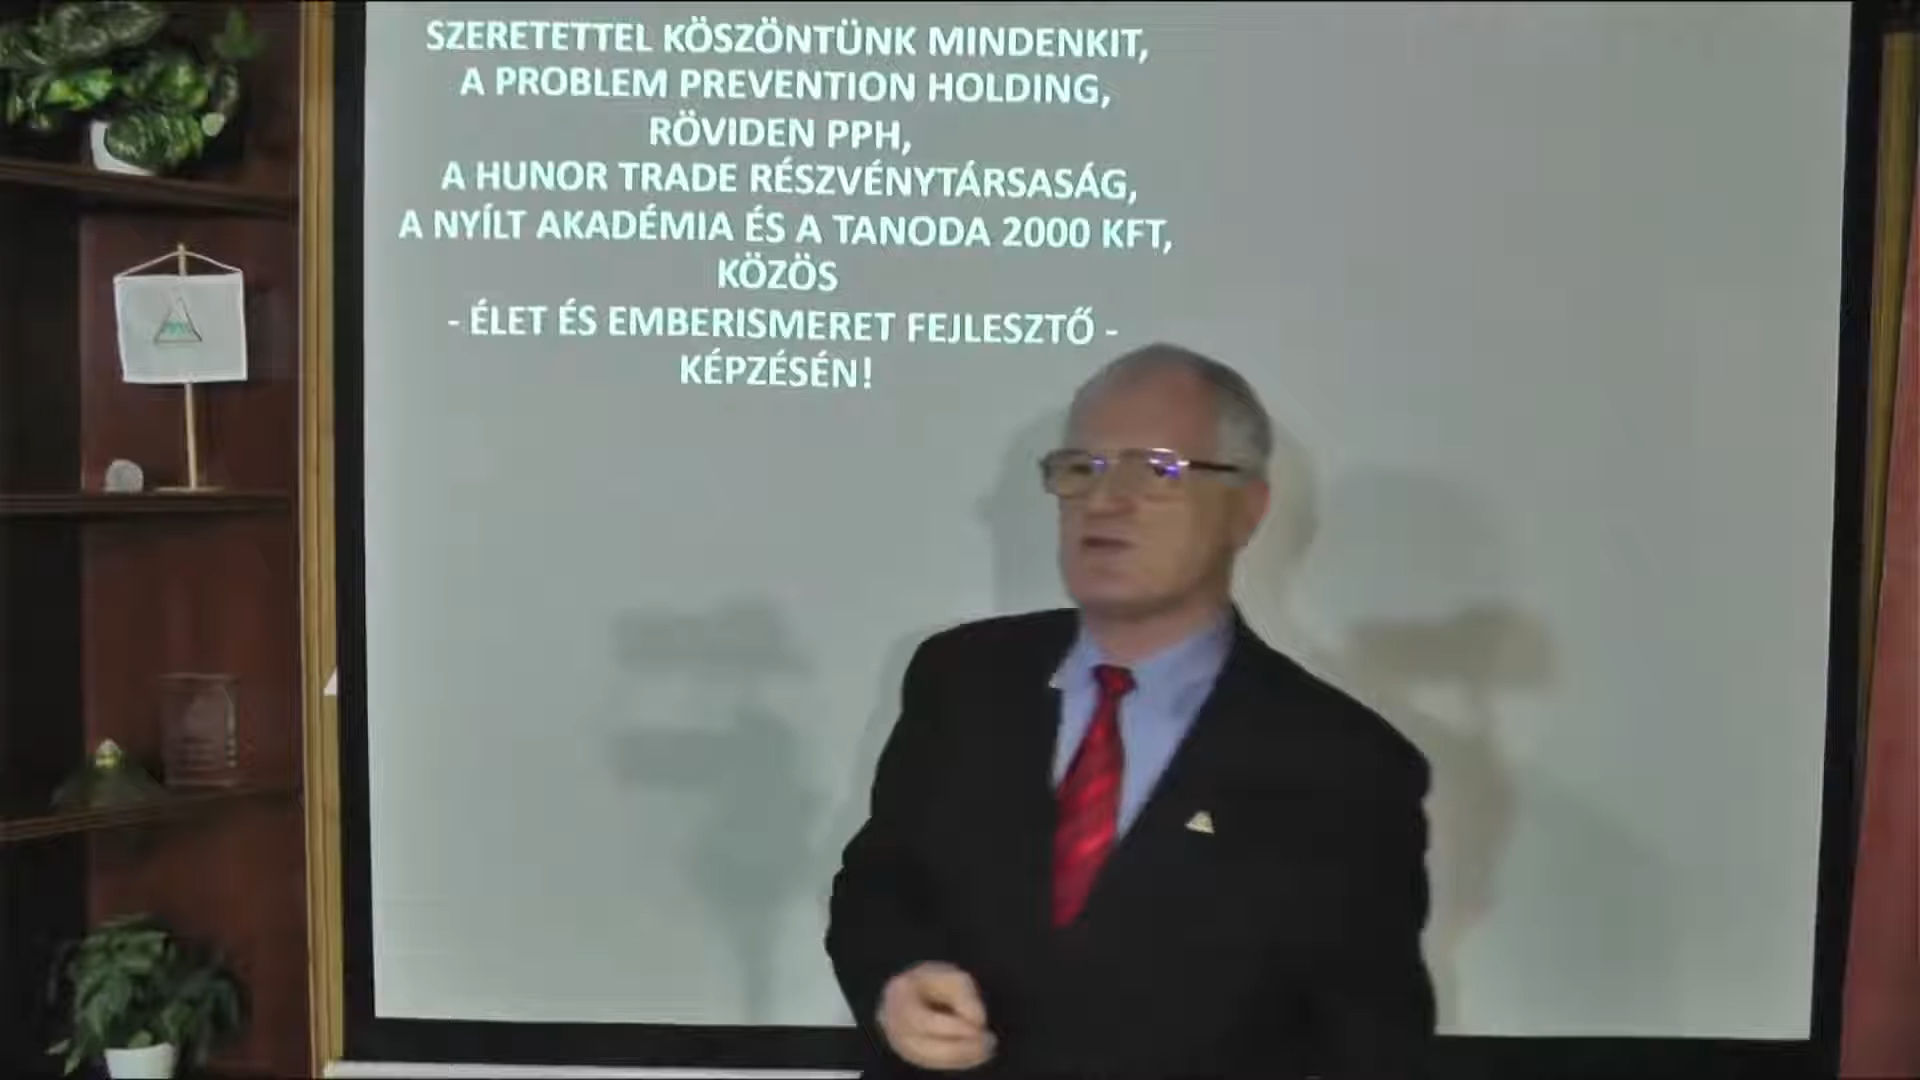 SZERETETTEL KÖSZÖNTÜNK MINDENKIT,
A PROBLEM PREVENTION HOLDING,
RÖVIDEN PPH,
A HUNOR TRADE RÉSZVÉNYTÁRSASÁG,
A NYÍLT AKADÉMIA ÉS A TANODA 2000 KFT,
KÖZÖS
- ÉLET ÉS EMBERISMERET FEJLESZTŐ -
KÉPZÉSÉN!